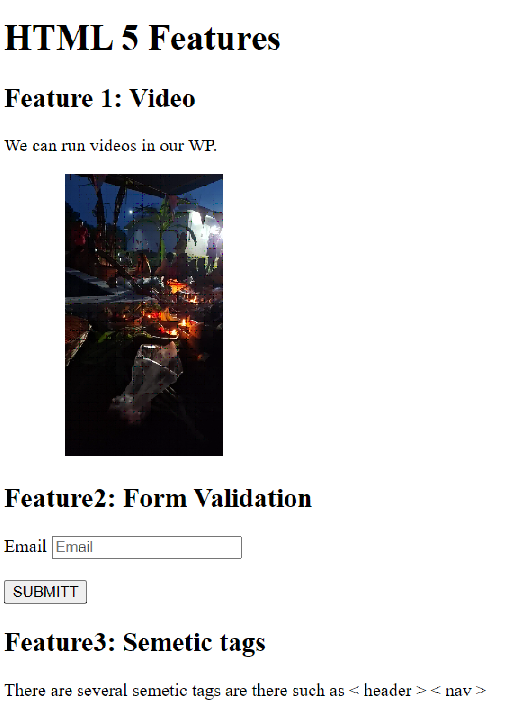 HTML 5 Features
Feature 1: Video
We can run videos in our WP.
Feature2: Form Validation
Email Email
SUBMITT
Feature3: Semetic tags
There are several semetic tags are there such as < header > < nav >